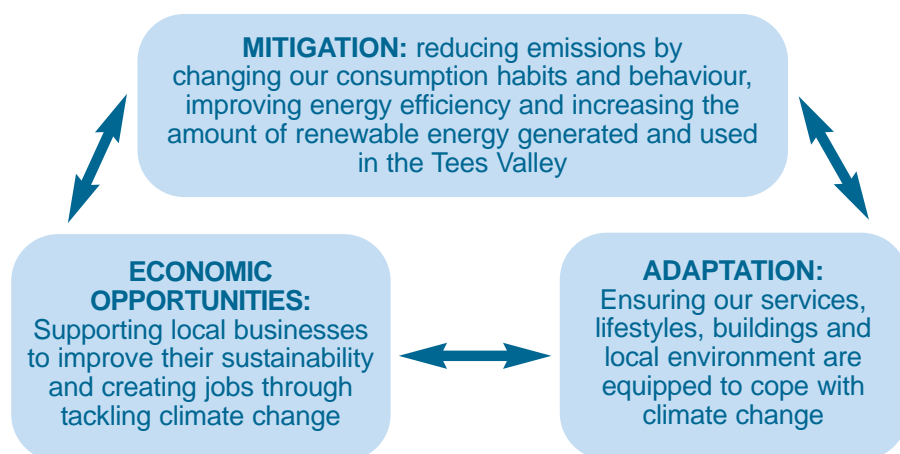 MITIGATION: reducing emissions by
changing our consumption habits and behaviour,
improving energy efficiency and increasing the
amount of renewable energy generated and used
in the Tees Valley
ECONOMIC
OPPORTUNITIES:
Supporting local businesses
to improve their sustainability
and creating jobs through
tackling climate change
ADAPTATION:
Ensuring our services,
lifestyles, buildings and
local environment are
equipped to cope with
climate change